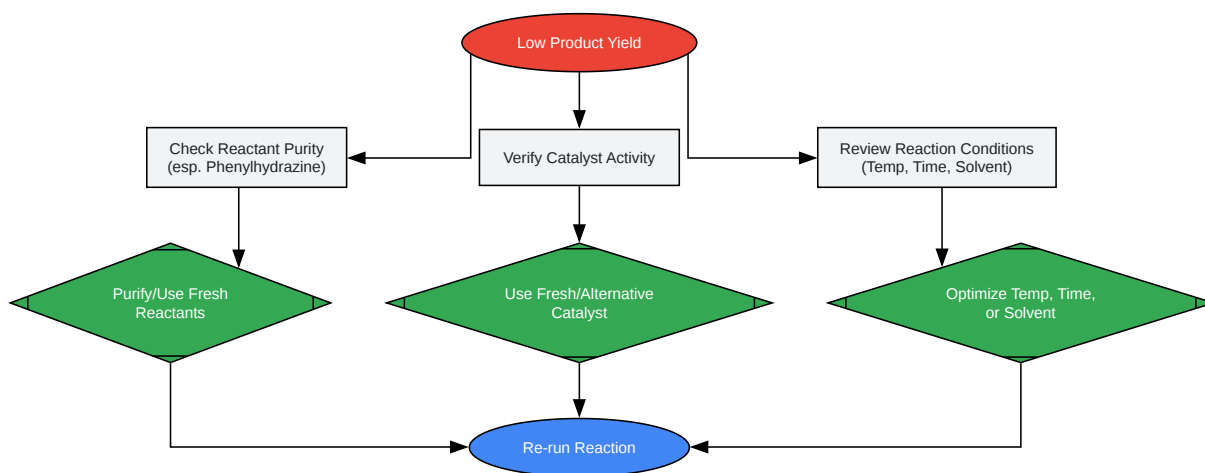 Low Product Yield
Check Reactant Purity
(esp. Phenylhydrazine)
Verify Catalyst Activity
Review Reaction Conditions
(Temp, Time, Solvent)
Purify/Use Fresh
Reactants
Use Fresh/Alternative
Catalyst
Optimize Temp, Time,
or Solvent
Re-run Reaction